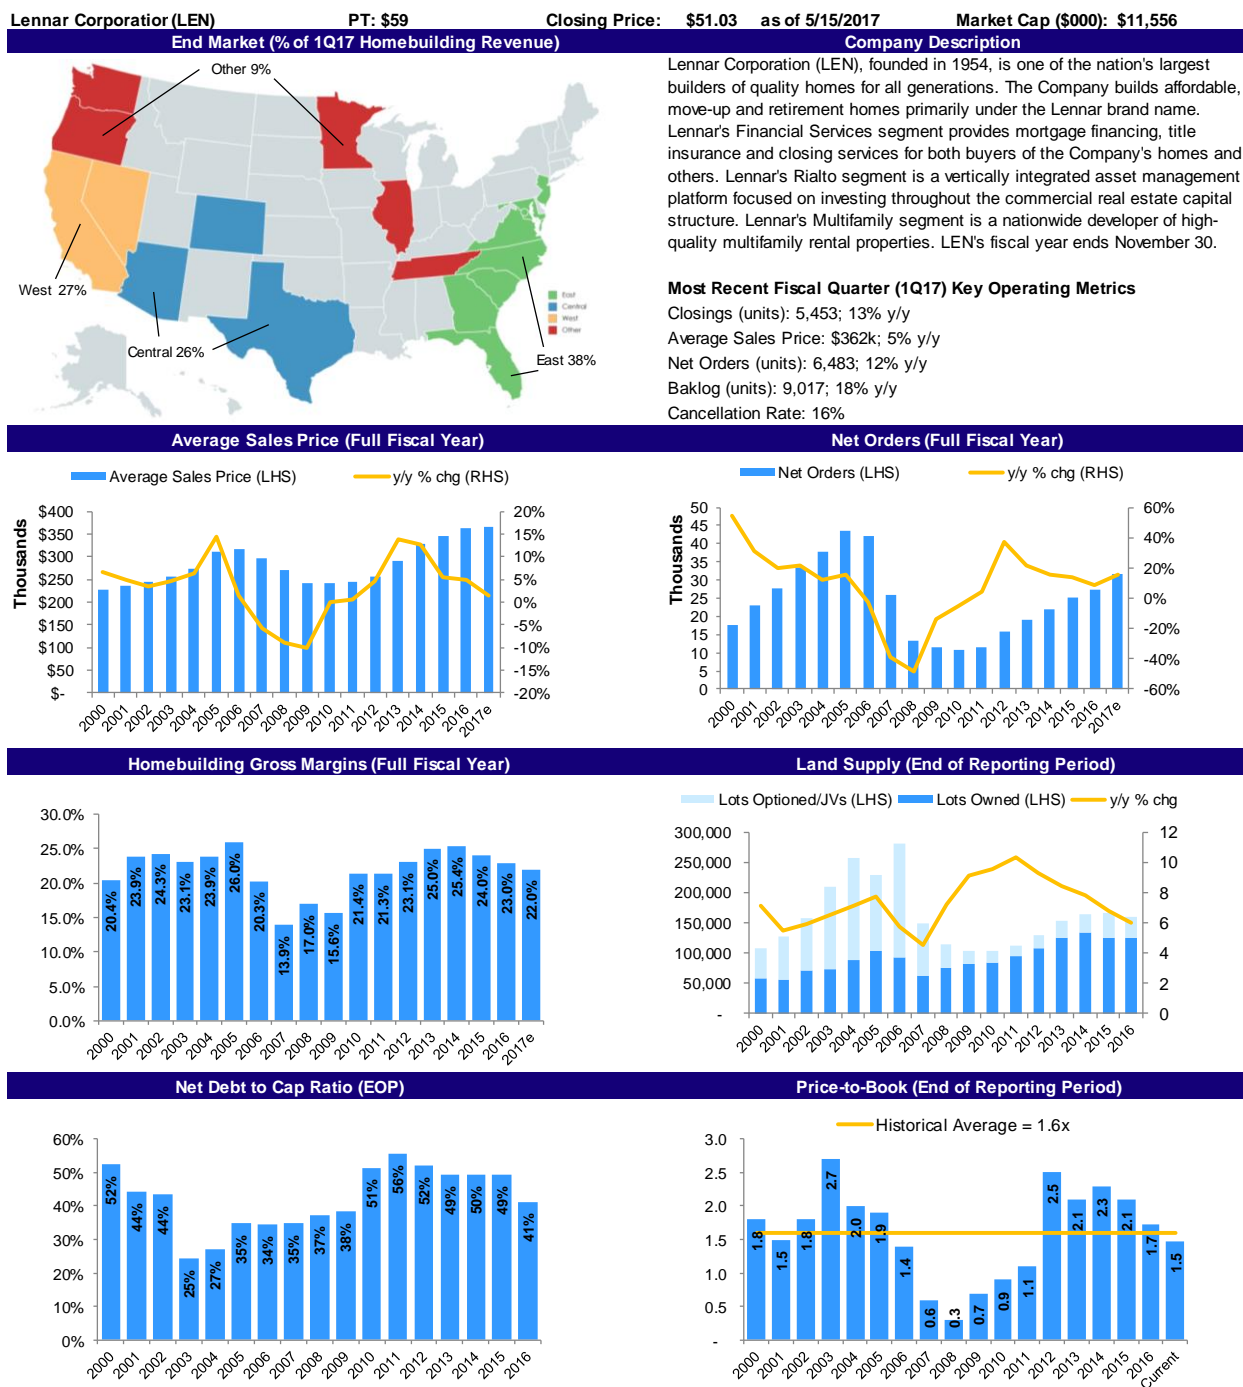 Lennar Corporatior (LEN) PT: $59 Closing Price: $51.03 as of 5/15/2017 Market Cap ($000): $11,556
End Market (% of 1Q17 Homebuilding Revenue)
Other 9%
West 27%
Central 26%
East 38%
East
Central
West
Other
Company Description
Lennar Corporation (LEN), founded in 1954, is one of the nation's largest
builders of quality homes for all generations. The Company builds affordable,
move-up and retirement homes primarily under the Lennar brand name.
Lennar's Financial Services segment provides mortgage financing, title
insurance and closing services for both buyers of the Company's homes and
others. Lennar's Rialto segment is a vertically integrated asset management
platform focused on investing throughout the commercial real estate capital
structure. Lennar's Multifamily segment is a nationwide developer of high-
quality multifamily rental properties. LEN's fiscal year ends November 30.
Most Recent Fiscal Quarter (1Q17) Key Operating Metrics
Closings (units): 5,453; 13% y/y
Average Sales Price: $362k; 5% y/y
Net Orders (units): 6,483; 12% y/y
Baklog (units): 9,017; 18% y/y
Cancellation Rate: 16%
Average Sales Price (Full Fiscal Year)
Average Sales Price (LHS) y/y % chg (RHS)
Thousands
$400
$350
$300
$250
$200
$150
$100
$50
$-
20%
15%
10%
5%
0%
-5%
-10%
-15%
-20%
2000 2001 2002 2003 2004 2005 2006 2007 2008 2009 2010 2011 2012 2013 2014 2015 2016 2017e
Net Orders (Full Fiscal Year)
Net Orders (LHS) y/y % chg (RHS)
Thousands
50
45
40
35
30
25
20
15
10
5
0
60%
40%
20%
0%
-20%
-40%
-60%
2000 2001 2002 2003 2004 2005 2006 2007 2008 2009 2010 2011 2012 2013 2014 2015 2016 2017e
Homebuilding Gross Margins (Full Fiscal Year)
30.0%
25.0%
20.0%
15.0%
10.0%
5.0%
0.0%
20.4% 23.9% 24.3% 23.1% 23.9% 26.0% 20.3% 13.9% 17.0% 15.6% 21.4% 21.3% 23.1% 25.0% 25.4% 24.0% 23.0% 22.0%
2000 2001 2002 2003 2004 2005 2006 2007 2008 2009 2010 2011 2012 2013 2014 2015 2016 2017e
Land Supply (End of Reporting Period)
Lots Optioned/JVs (LHS) Lots Owned (LHS) y/y % chg
300,000
250,000
200,000
150,000
100,000
50,000
-
12
10
8
6
4
2
0
2000 2001 2002 2003 2004 2005 2006 2007 2008 2009 2010 2011 2012 2013 2014 2015 2016
Net Debt to Cap Ratio (EOP)
60%
50%
40%
30%
20%
10%
0%
52% 44% 44% 25% 27% 35% 34% 35% 37% 38% 51% 56% 52% 49% 50% 49% 41%
2000 2001 2002 2003 2004 2005 2006 2007 2008 2009 2010 2011 2012 2013 2014 2015 2016
Price-to-Book (End of Reporting Period)
Historical Average = 1.6x
3.0
2.5
2.0
1.5
1.0
0.5
-
1.8 1.5 1.8 2.7 2.0 1.9 1.4 0.6 0.3 0.7 0.9 1.1 2.5 2.1 2.3 2.1 1.7 1.5
2000 2001 2002 2003 2004 2005 2006 2007 2008 2009 2010 2011 2012 2013 2014 2015 2016 Current